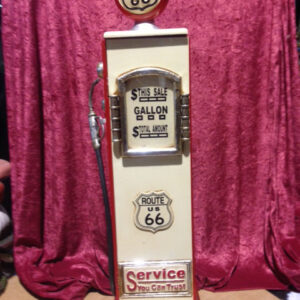 66
$ THIS SALE
GALLON
$ TOTAL AMOUNT
ROUTE
US
66
Service
You Can Trust